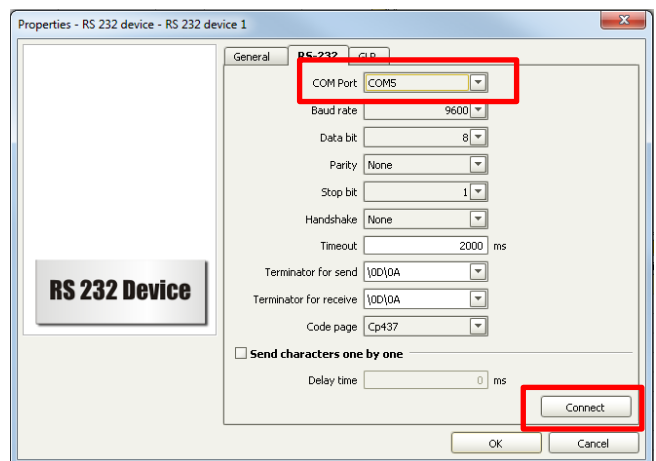 Properties - RS 232 device - RS 232 device 1
General RS-232 GLP
COM Port COM5
Baud rate 9600
Data bit 8
Parity None
Stop bit 1
Handshake None
Timeout 2000 ms
Terminator for send \0D\0A
RS 232 Device
Terminator for receive \0D\0A
Code page Cp437
Send characters one by one
Delay time 0 ms
Connect
OK Cancel